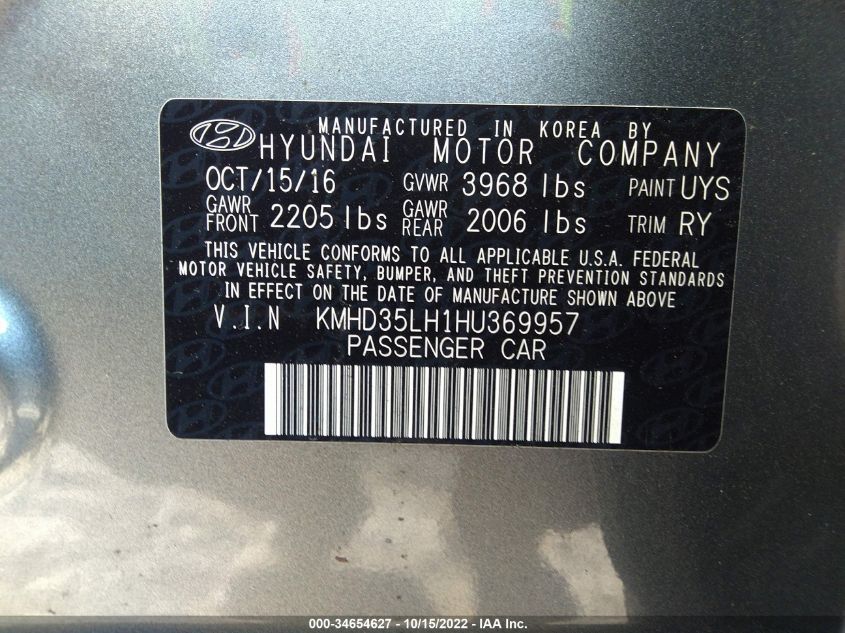 MANUFACTURED IN KOREA BY
HYUNDAI MOTOR COMPANY
OCT/15/16 GVWR 3968 lbs PAINT UYS
GAWR FRONT 2205 lbs GAWR REAR 2006 lbs TRIM RY
THIS VEHICLE CONFORMS TO ALL APPLICABLE U.S.A. FEDERAL
MOTOR VEHICLE SAFETY, BUMPER, AND THEFT PREVENTION STANDARDS
IN EFFECT ON THE DATE OF MANUFACTURE SHOWN ABOVE
V.I.N KMHD35LH1HU369957
PASSENGER CAR
000-34654627 - 10/15/2022 - IAA Inc.